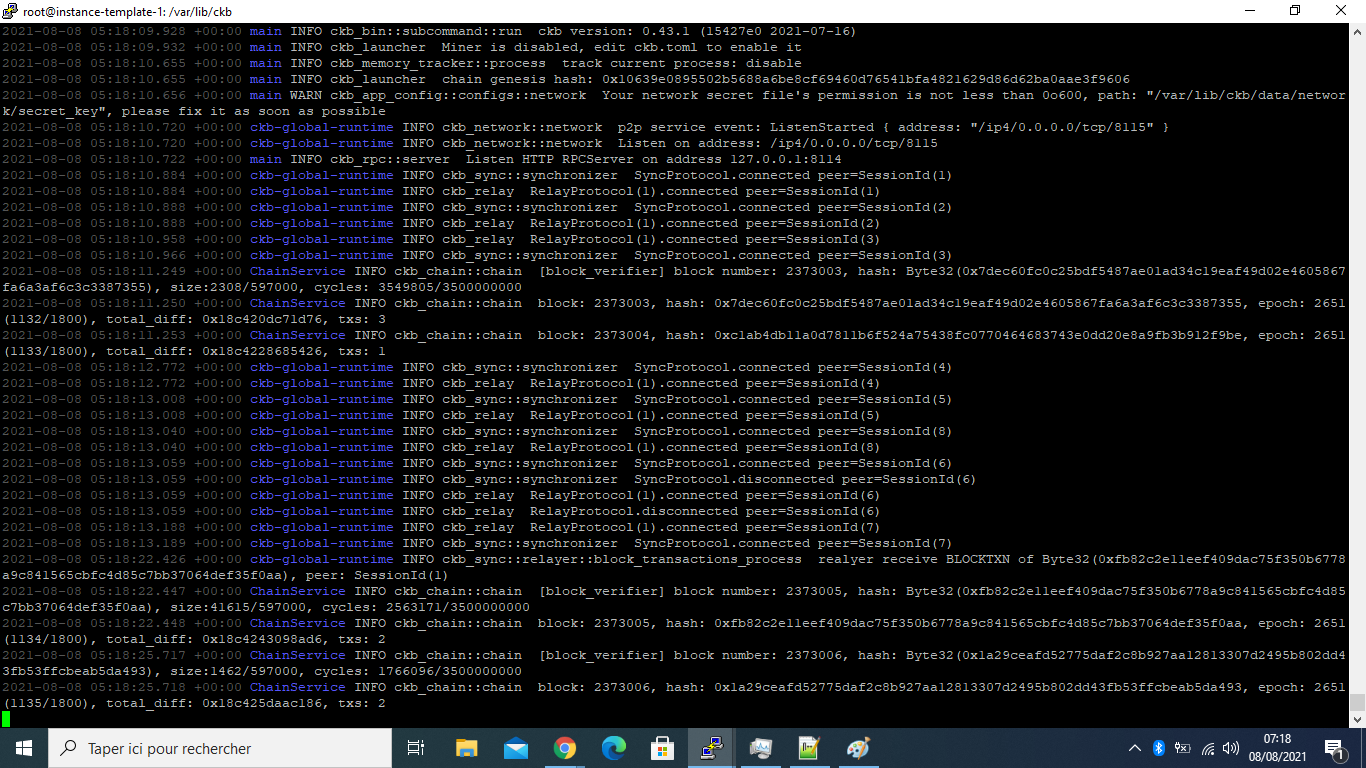 root@instance-template-1: /var/lib/ckb
2021-08-08 05:18:09.928 +00:00 main INFO ckb_bin::subcommand::run  ckb version: 0.43.1 (15427e0 2021-07-16)
2021-08-08 05:18:09.932 +00:00 main INFO ckb_launcher  Miner is disabled, edit ckb.toml to enable it
2021-08-08 05:18:10.655 +00:00 main INFO ckb_memory_tracker::process  track current process: disable
2021-08-08 05:18:10.655 +00:00 main INFO ckb_launcher  chain genesis hash: 0x10639e0895502b5688a6be8cf69460d76541bfa4821629d86d62ba0aae3f9606
2021-08-08 05:18:10.656 +00:00 main WARN ckb_app_config::configs::network  Your network secret file's permission is not less than 0o600, path: "/var/lib/ckb/data/networ
k/secret_key", please fix it as soon as possible
2021-08-08 05:18:10.720 +00:00 ckb-global-runtime INFO ckb_network::network  p2p service event: ListenStarted { address: "/ip4/0.0.0.0/tcp/8115" }
2021-08-08 05:18:10.720 +00:00 ckb-global-runtime INFO ckb_network::network  Listen on address: /ip4/0.0.0.0/tcp/8115
2021-08-08 05:18:10.722 +00:00 main INFO ckb_rpc::server  Listen HTTP RPCServer on address 127.0.0.1:8114
2021-08-08 05:18:10.884 +00:00 ckb-global-runtime INFO ckb_sync::synchronizer  SyncProtocol.connected peer=SessionId(1)
2021-08-08 05:18:10.884 +00:00 ckb-global-runtime INFO ckb_relay  RelayProtocol(1).connected peer=SessionId(1)
2021-08-08 05:18:10.888 +00:00 ckb-global-runtime INFO ckb_sync::synchronizer  SyncProtocol.connected peer=SessionId(2)
2021-08-08 05:18:10.888 +00:00 ckb-global-runtime INFO ckb_relay  RelayProtocol(1).connected peer=SessionId(2)
2021-08-08 05:18:10.958 +00:00 ckb-global-runtime INFO ckb_relay  RelayProtocol(1).connected peer=SessionId(3)
2021-08-08 05:18:10.966 +00:00 ckb-global-runtime INFO ckb_sync::synchronizer  SyncProtocol.connected peer=SessionId(3)
2021-08-08 05:18:11.249 +00:00 ChainService INFO ckb_chain::chain  [block_verifier] block number: 2373003, hash: Byte32(0x7dec60fc0c25bdf5487ae01ad34c19eaf49d02e4605867
fa6a3af6c3c3387355), size:2308/597000, cycles: 3549805/3500000000
2021-08-08 05:18:11.250 +00:00 ChainService INFO ckb_chain::chain  block: 2373003, hash: 0x7dec60fc0c25bdf5487ae01ad34c19eaf49d02e4605867fa6a3af6c3c3387355, epoch: 2651
(1132/1800), total_diff: 0x18c420dc71d76, txs: 3
2021-08-08 05:18:11.253 +00:00 ChainService INFO ckb_chain::chain  block: 2373004, hash: 0xc1ab4db11a0d7811b6f524a75438fc0770464683743e0dd20e8a9fb3b912f9be, epoch: 2651
(1133/1800), total_diff: 0x18c4228685426, txs: 1
2021-08-08 05:18:12.772 +00:00 ckb-global-runtime INFO ckb_sync::synchronizer  SyncProtocol.connected peer=SessionId(4)
2021-08-08 05:18:12.772 +00:00 ckb-global-runtime INFO ckb_relay  RelayProtocol(1).connected peer=SessionId(4)
2021-08-08 05:18:13.008 +00:00 ckb-global-runtime INFO ckb_sync::synchronizer  SyncProtocol.connected peer=SessionId(5)
2021-08-08 05:18:13.008 +00:00 ckb-global-runtime INFO ckb_relay  RelayProtocol(1).connected peer=SessionId(5)
2021-08-08 05:18:13.040 +00:00 ckb-global-runtime INFO ckb_sync::synchronizer  SyncProtocol.connected peer=SessionId(8)
2021-08-08 05:18:13.040 +00:00 ckb-global-runtime INFO ckb_relay  RelayProtocol(1).connected peer=SessionId(8)
2021-08-08 05:18:13.059 +00:00 ckb-global-runtime INFO ckb_sync::synchronizer  SyncProtocol.connected peer=SessionId(6)
2021-08-08 05:18:13.059 +00:00 ckb-global-runtime INFO ckb_sync::synchronizer  SyncProtocol.disconnected peer=SessionId(6)
2021-08-08 05:18:13.059 +00:00 ckb-global-runtime INFO ckb_relay  RelayProtocol(1).connected peer=SessionId(6)
2021-08-08 05:18:13.059 +00:00 ckb-global-runtime INFO ckb_relay  RelayProtocol.disconnected peer=SessionId(6)
2021-08-08 05:18:13.188 +00:00 ckb-global-runtime INFO ckb_relay  RelayProtocol(1).connected peer=SessionId(7)
2021-08-08 05:18:13.189 +00:00 ckb-global-runtime INFO ckb_sync::synchronizer  SyncProtocol.connected peer=SessionId(7)
2021-08-08 05:18:22.426 +00:00 ckb-global-runtime INFO ckb_sync::relayer::block_transactions_process  realyer receive BLOCKTXN of Byte32(0xfb82c2e11eef409dac75f350b6778
a9c841565cbfc4d85c7bb37064def35f0aa), peer: SessionId(1)
2021-08-08 05:18:22.447 +00:00 ChainService INFO ckb_chain::chain  [block_verifier] block number: 2373005, hash: Byte32(0xfb82c2e11eef409dac75f350b6778a9c841565cbfc4d85
c7bb37064def35f0aa), size:41615/597000, cycles: 2563171/3500000000
2021-08-08 05:18:22.448 +00:00 ChainService INFO ckb_chain::chain  block: 2373005, hash: 0xfb82c2e11eef409dac75f350b6778a9c841565cbfc4d85c7bb37064def35f0aa, epoch: 2651
(1134/1800), total_diff: 0x18c4243098ad6, txs: 2
2021-08-08 05:18:25.717 +00:00 ChainService INFO ckb_chain::chain  [block_verifier] block number: 2373006, hash: Byte32(0x1a29ceafd52775daf2c8b927aa12813307d2495b802dd4
3fb53ffcbeab5da493), size:1462/597000, cycles: 1766096/3500000000
2021-08-08 05:18:25.718 +00:00 ChainService INFO ckb_chain::chain  block: 2373006, hash: 0x1a29ceafd52775daf2c8b927aa12813307d2495b802dd43fb53ffcbeab5da493, epoch: 2651
(1135/1800), total_diff: 0x18c425daac186, txs: 2
Taper ici pour rechercher
07:18
08/08/2021
1